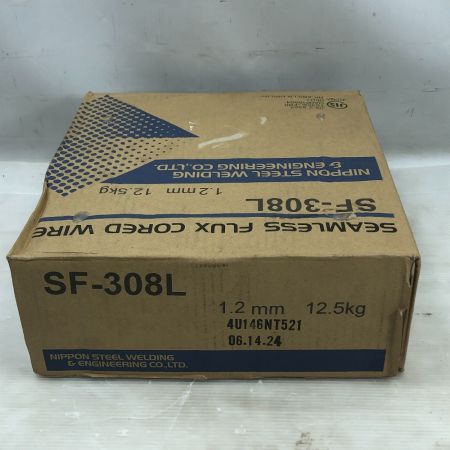 NIPPON STEEL WELDING
& ENGINEERING CO.,LTD.
1.2mm 12.5kg
SF-308L
SEAMLESS FLUX CORED WIRE
SF-308L
1.2 mm 12.5kg
4U146NT521
06.14.24
NIPPON STEEL WELDING
& ENGINEERING CO.,LTD.